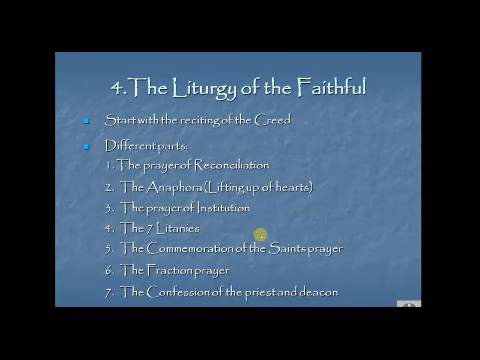 4.The Liturgy of the Faithful
Start with the reciting of the Creed
Different parts:
1. The prayer of Reconciliation
2. The Anaphora (Lifting up of hearts)
3. The prayer of Institution
4. The 7 Litanies
5. The Commemoration of the Saints prayer
6. The Fraction prayer
7. The Confession of the priest and deacon